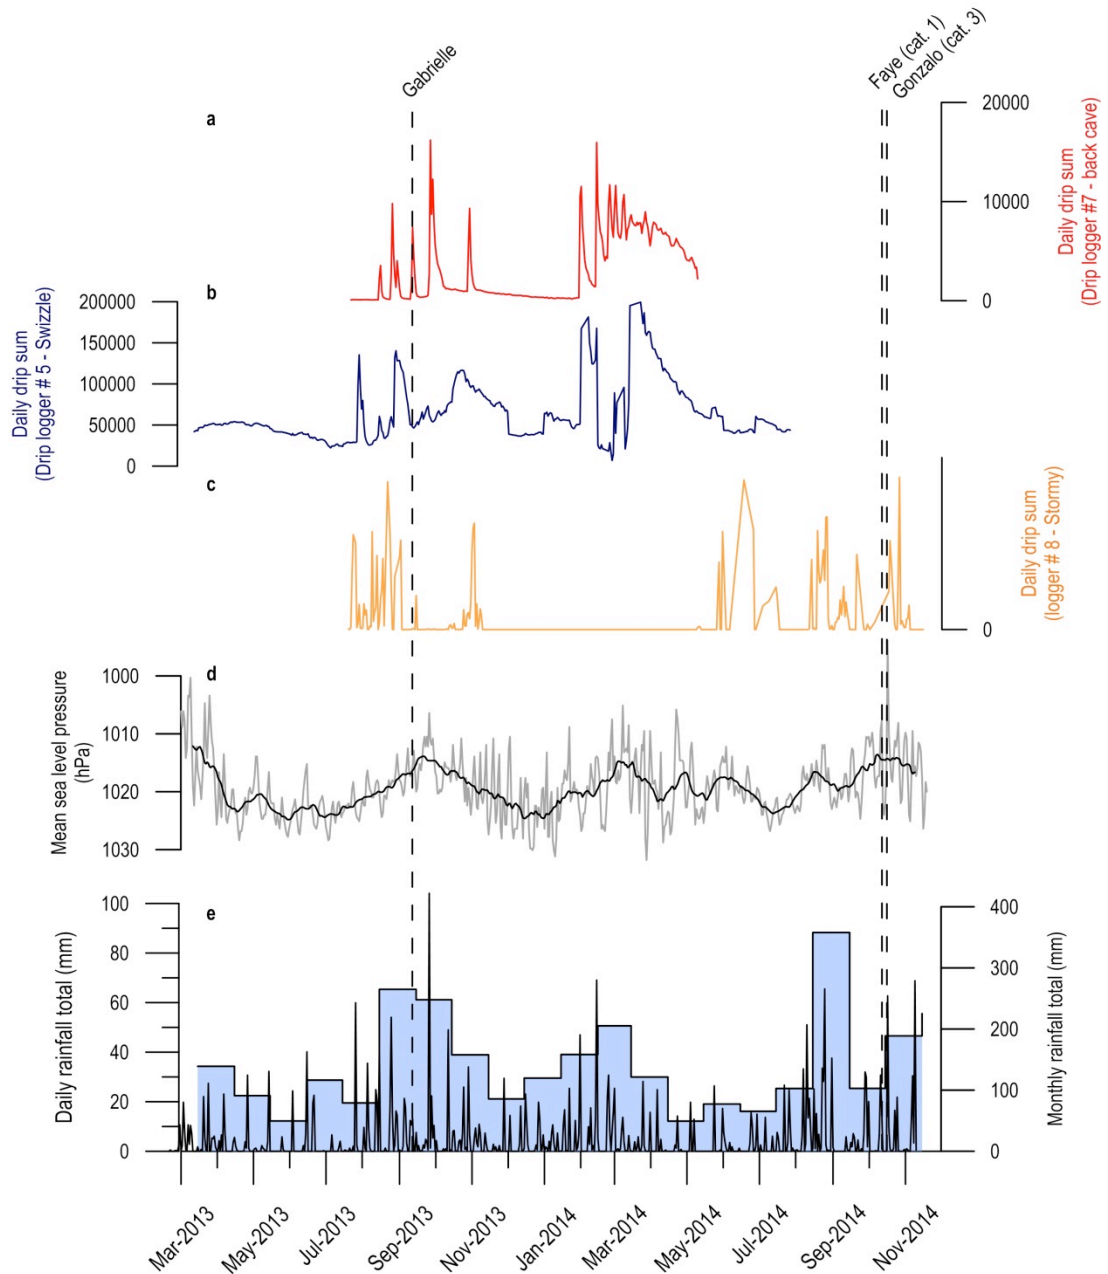 Gabrielle
Faye (cat. 1)
Gonzalo (cat. 3)
a
20000
10000
0
Daily drip sum
(Drip logger #7 - back cave)
b
200000
150000
100000
50000
0
Daily drip sum
(Drip logger # 5 - Swizzle)
c
0
Daily drip sum
(logger # 8 - Stormy)
d
1000
1010
1020
1030
Mean sea level pressure
(hPa)
e
100
80
60
40
20
0
Daily rainfall total (mm)
400
300
200
100
0
Monthly rainfall total (mm)
Mar-2013
May-2013
Jul-2013
Sep-2013
Nov-2013
Jan-2014
Mar-2014
May-2014
Jul-2014
Sep-2014
Nov-2014